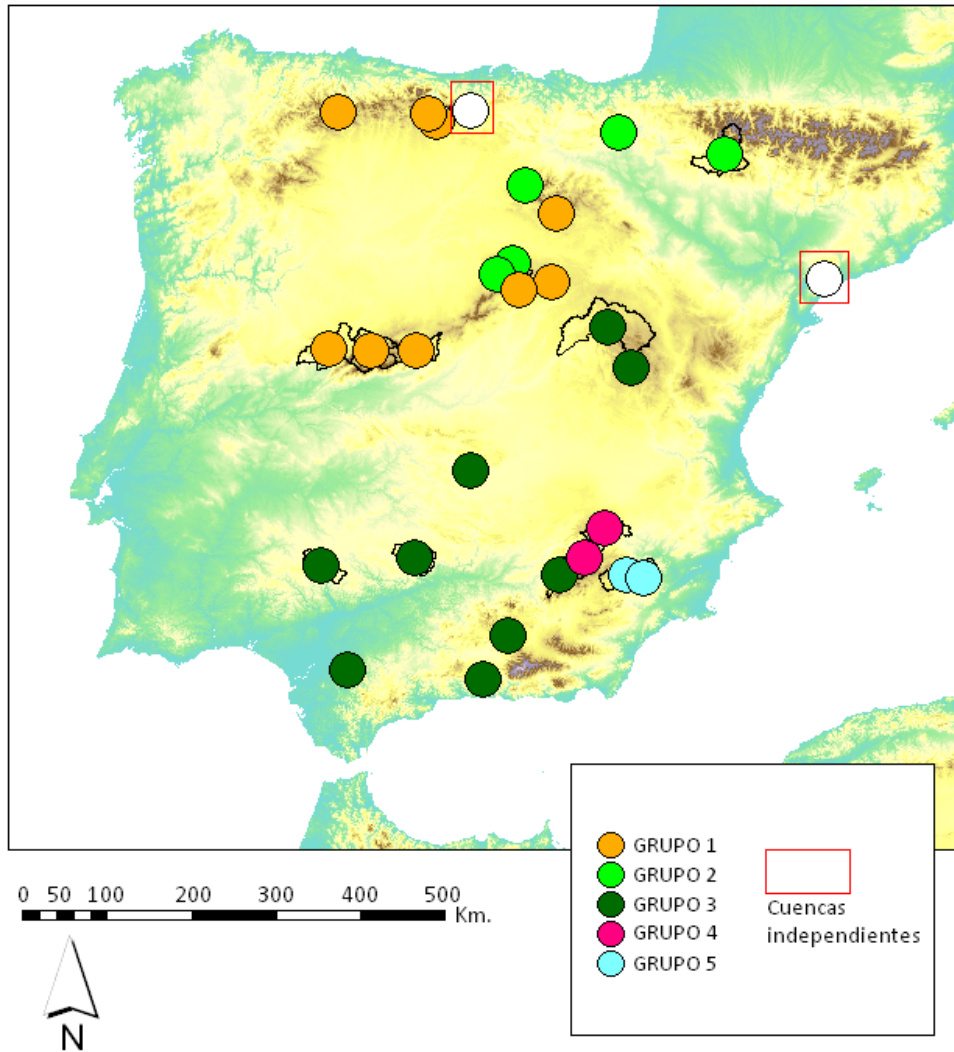 0 50 100 200 300 400 500
Km.
N
GRUPO 1
GRUPO 2
GRUPO 3
GRUPO 4
GRUPO 5
Cuencas
independientes